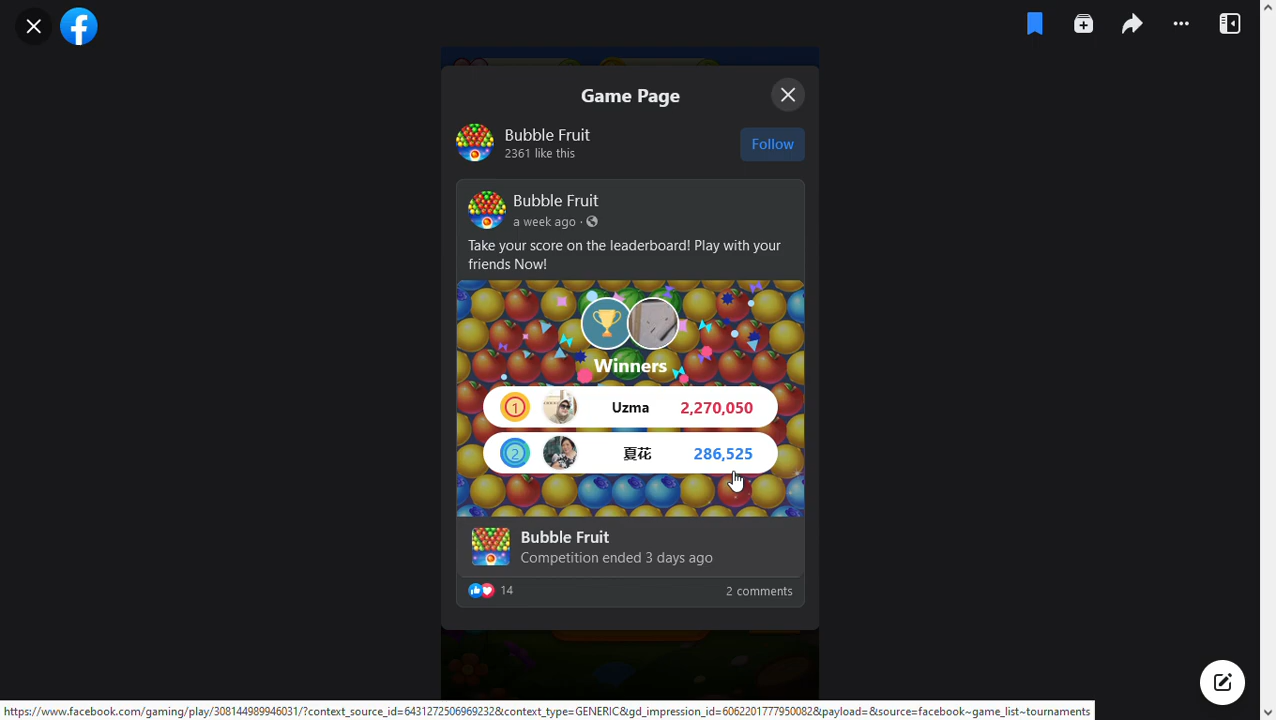 Game Page
Bubble Fruit
2361 like this
Follow
Bubble Fruit
a week ago ·
Take your score on the leaderboard! Play with your
friends Now!
Winners
1 Uzma 2,270,050
2 夏花 286,525
Bubble Fruit
Competition ended 3 days ago
14 2 comments
https://www.facebook.com/gaming/play/308144989946031/?context_source_id=6431272506969232&context_type=GENERIC&gd_impression_id=6062201777950082&payload=&source=facebook~game_list~tournaments